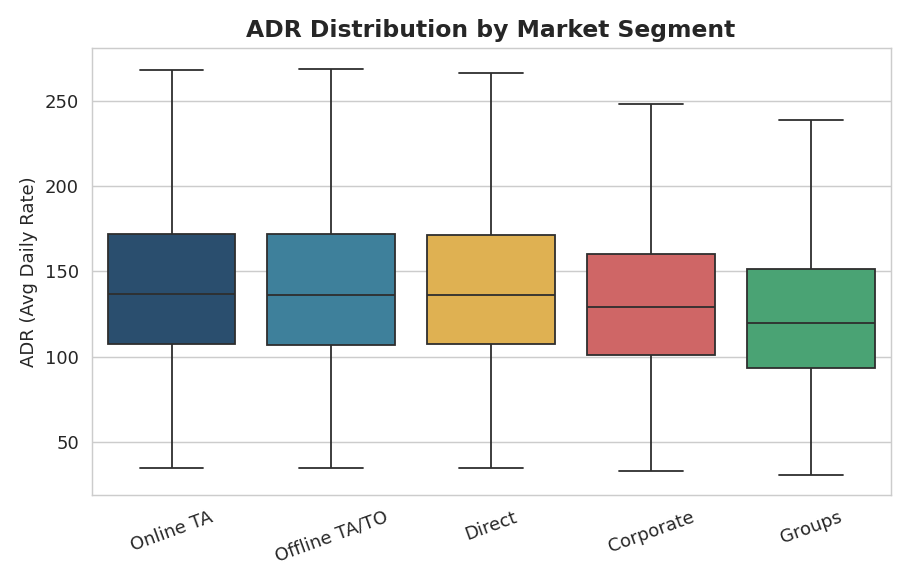 ADR Distribution by Market Segment
ADR (Avg Daily Rate)
250
200
150
100
50
Online TA
Offline TA/TO
Direct
Corporate
Groups